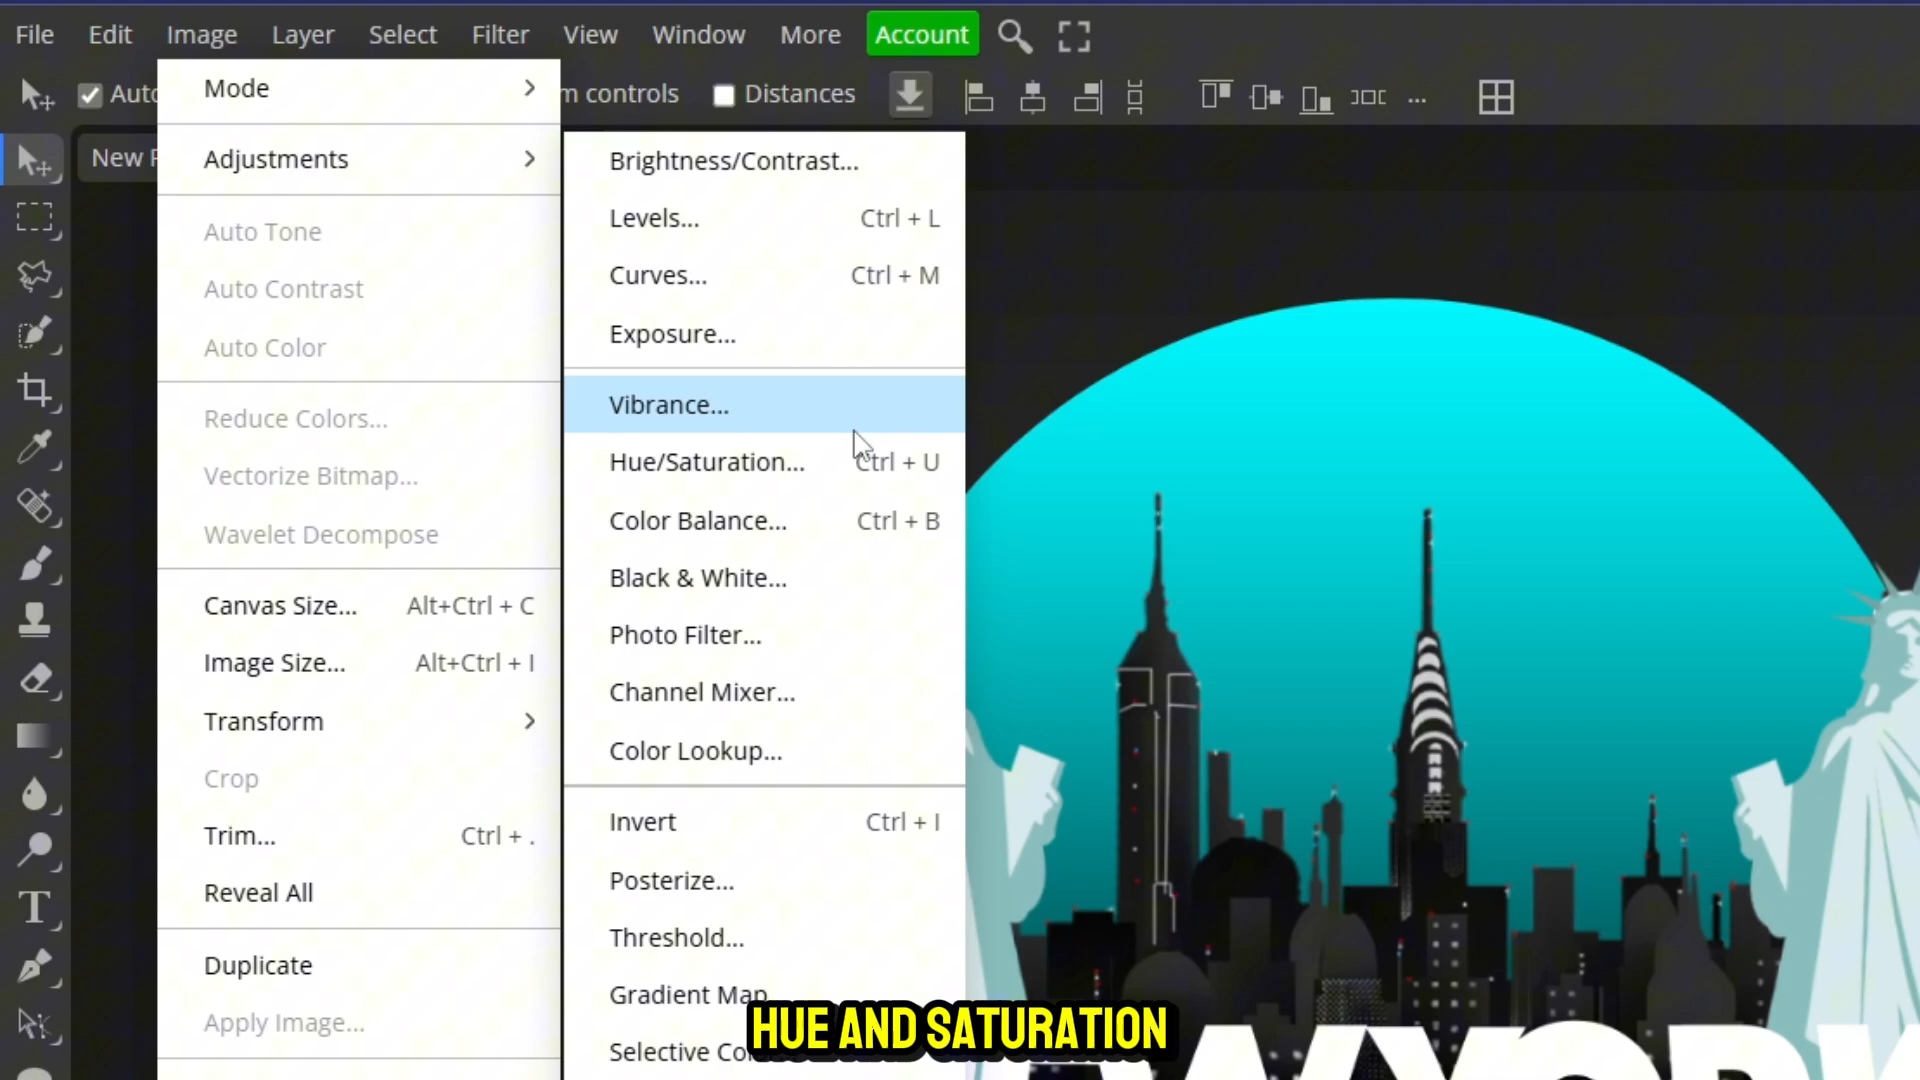 File Edit Image Layer Select Filter View Window More Account
Auto m controls Distances ...
New P
Mode
Adjustments
Auto Tone
Auto Contrast
Auto Color
Reduce Colors...
Vectorize Bitmap...
Wavelet Decompose
Canvas Size... Alt+Ctrl + C
Image Size... Alt+Ctrl + I
Transform
Crop
Trim... Ctrl + .
Reveal All
Duplicate
Apply Image...
Brightness/Contrast...
Levels... Ctrl + L
Curves... Ctrl + M
Exposure...
Vibrance...
Hue/Saturation... Ctrl + U
Color Balance... Ctrl + B
Black & White...
Photo Filter...
Channel Mixer...
Color Lookup...
Invert Ctrl + I
Posterize...
Threshold...
Gradient Map
Selective Co
HUE AND SATURATION
WYORK